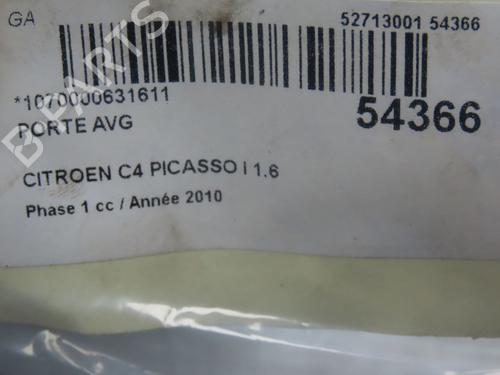 GA 52713001 54366
*1070000631611 54366
PORTE AVG
CITROEN C4 PICASSO I 1.6
Phase 1 cc / Année 2010
B-PARTS